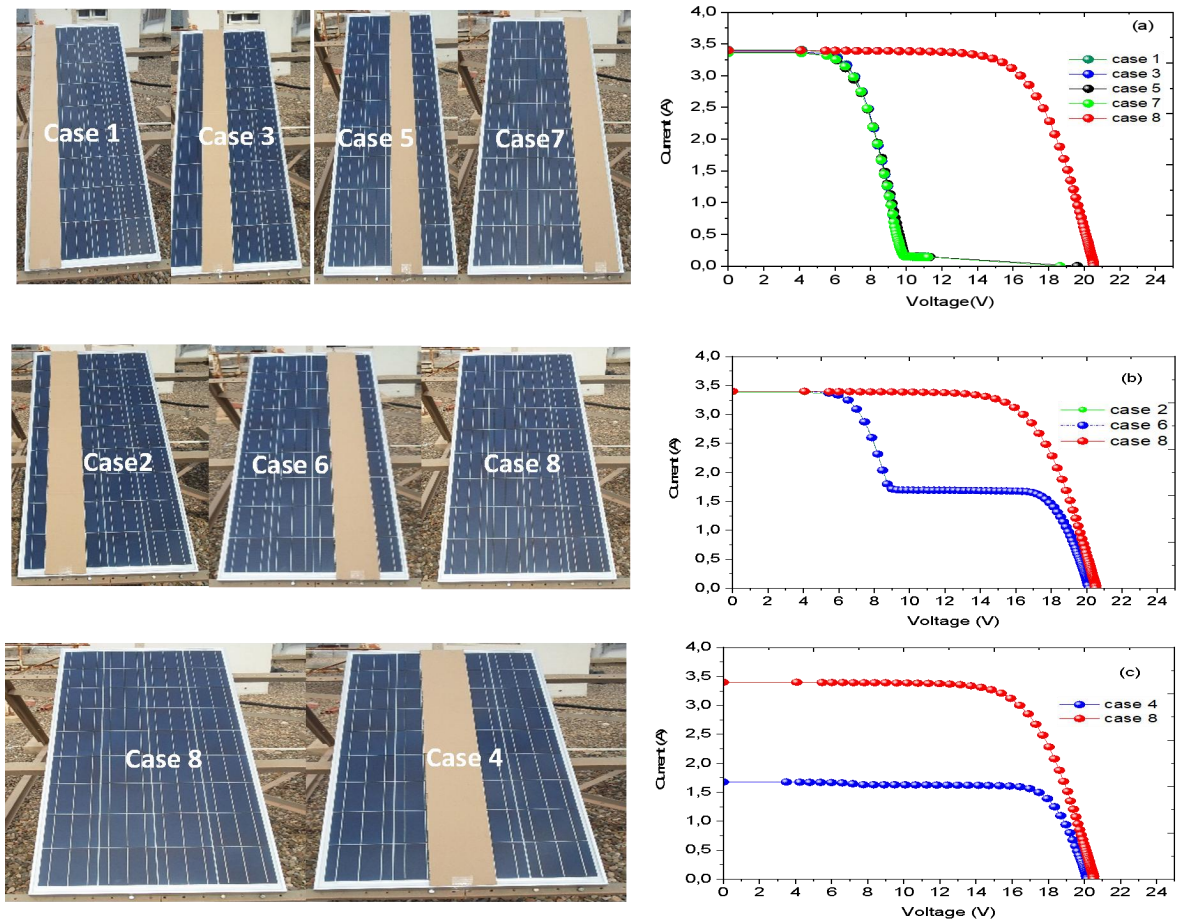 Case 1
Case 3
Case 5
Case7
(a)
Current (A)
4,0
3,5
3,0
2,5
2,0
1,5
1,0
0,5
0,0
case 1
case 3
case 5
case 7
case 8
0 2 4 6 8 10 12 14 16 18 20 22 24
Voltage(V)
Case2
Case 6
Case 8
(b)
Current (A)
4,0
3,5
3,0
2,5
2,0
1,5
1,0
0,5
0,0
case 2
case 6
case 8
0 2 4 6 8 10 12 14 16 18 20 22 24
Voltage (V)
Case 8
Case 4
(c)
Current (A)
4,0
3,5
3,0
2,5
2,0
1,5
1,0
0,5
0,0
case 4
case 8
0 2 4 6 8 10 12 14 16 18 20 22 24
Voltage (V)